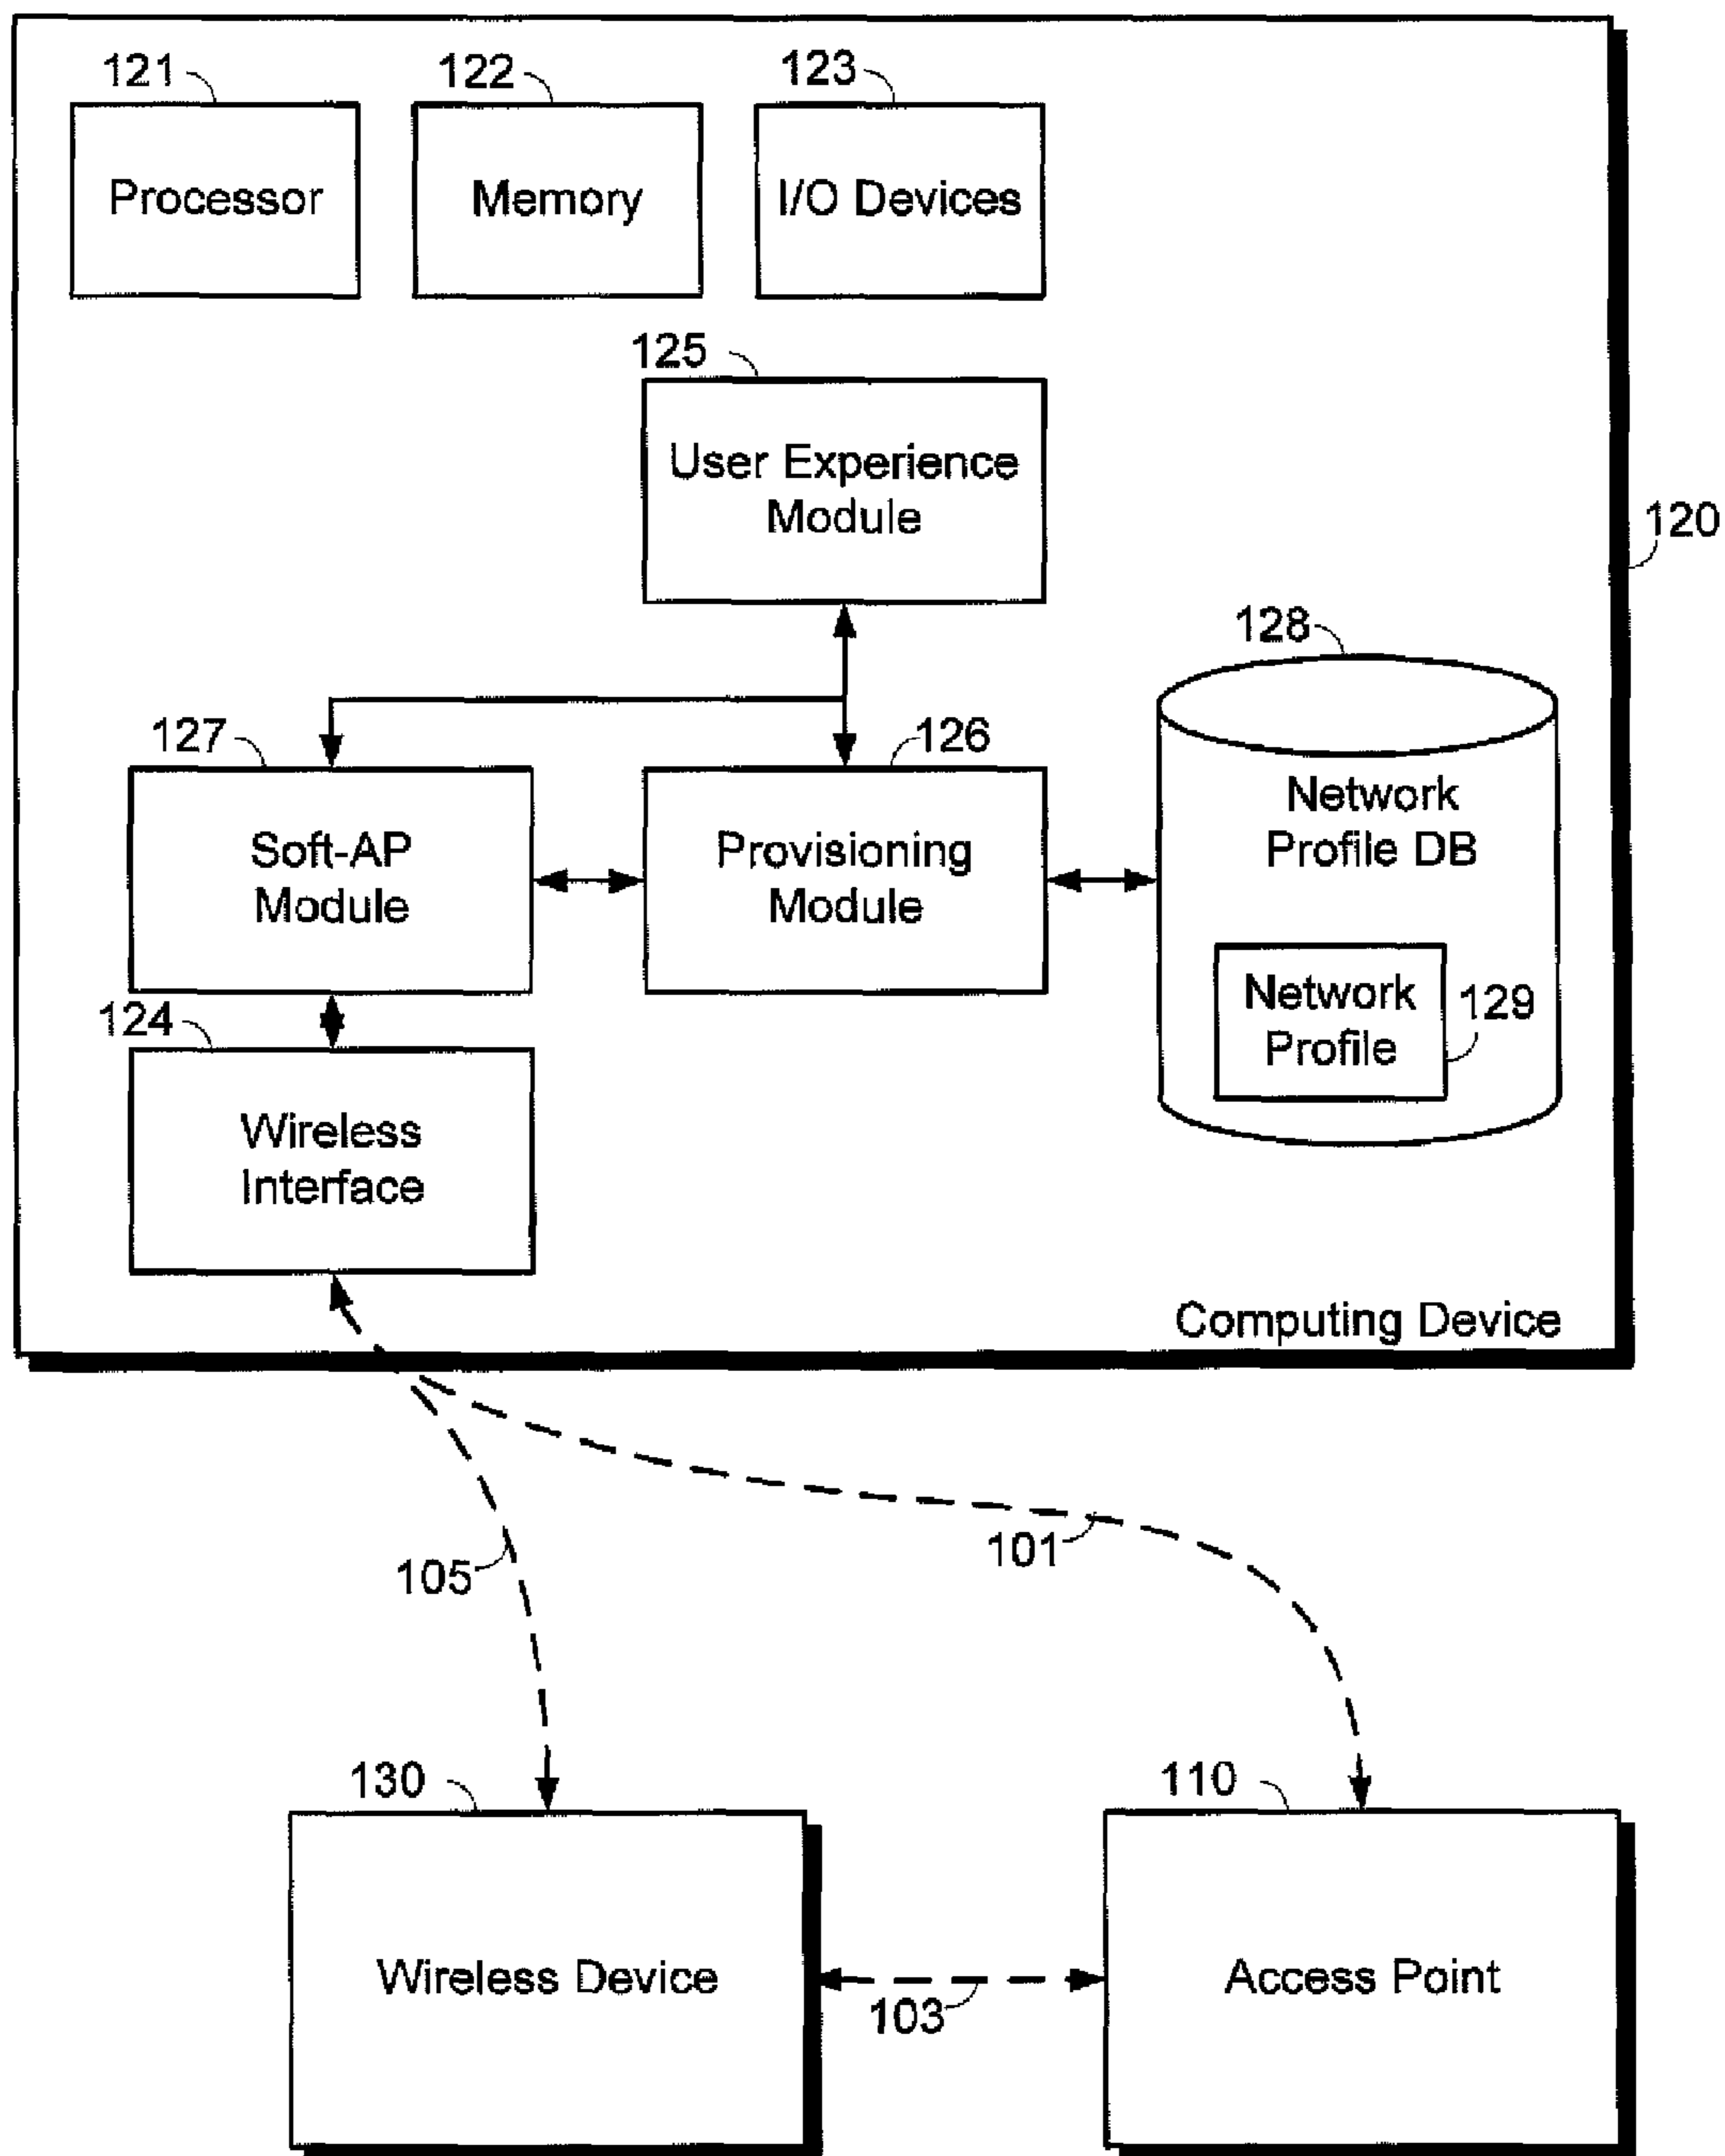 121
122
123
Processor
Memory
I/O Devices
125
User Experience
Module
120
128
127
126
Network
Profile DB
Soft-AP
Module
Provisioning
Module
Network
Profile
129
124
Wireless
Interface
Computing Device
101
105
130
110
Wireless Device
Access Point
103